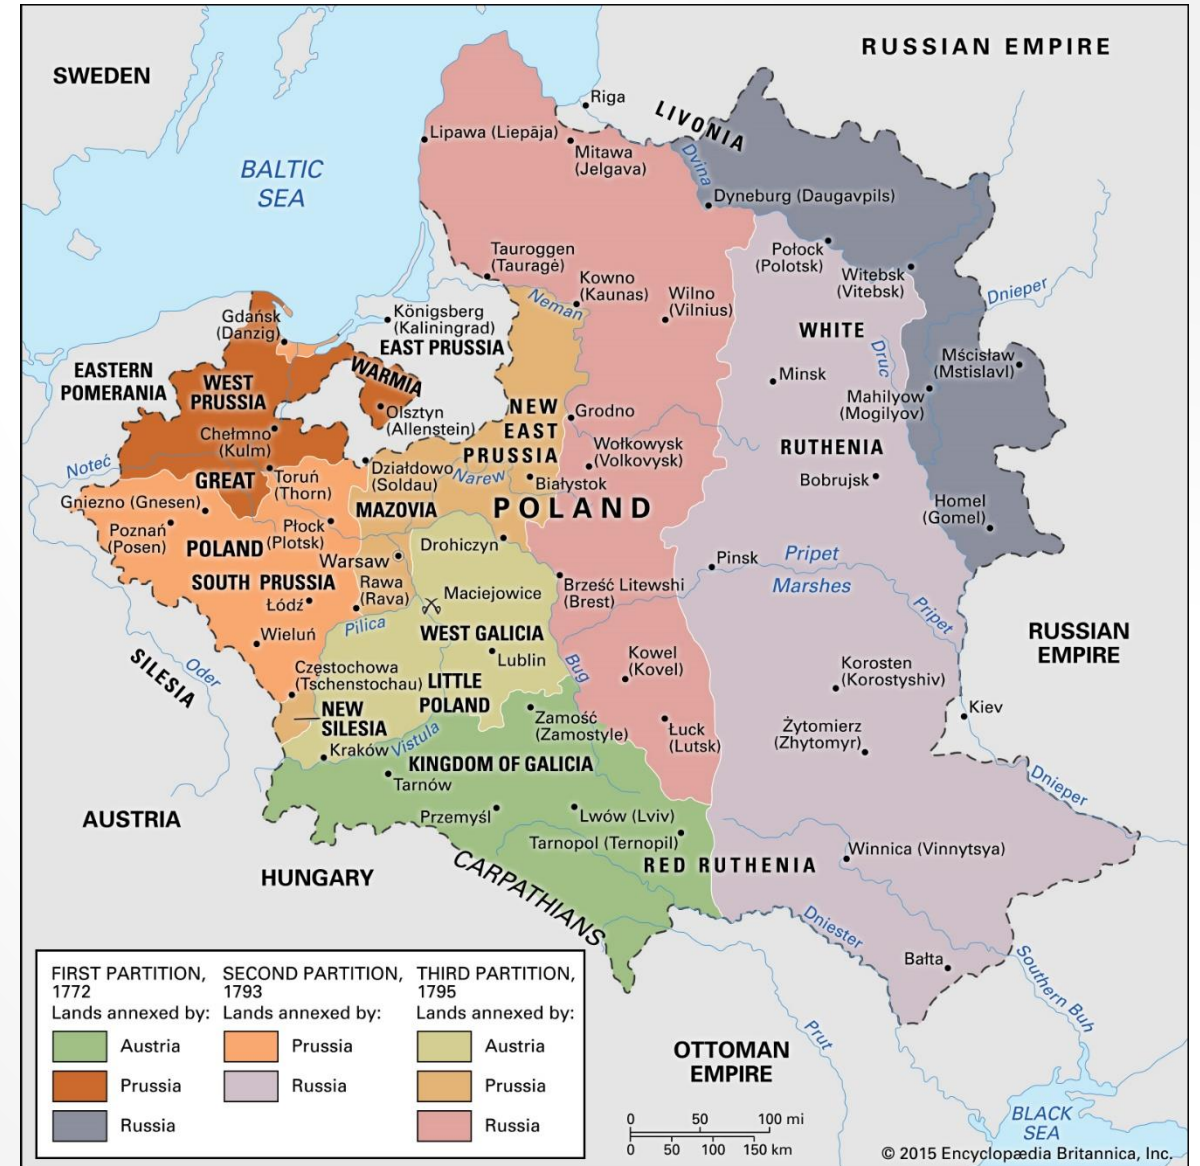 RUSSIAN EMPIRE
SWEDEN
Riga
LIVONIA
Lipawa (Liepāja)
Mitawa
(Jelgava)
Dvina
BALTIC
SEA
Dyneburg (Daugavpils)
Tauroggen
(Tauragė)
Połock
(Polotsk)
Witebsk
(Vitebsk)
Dnieper
Kowno
(Kaunas)
Neman
Wilno
(Vilnius)
Gdańsk
(Danzig)
Königsberg
(Kaliningrad)
EAST PRUSSIA
WHITE
Druc
Mścisław
(Mstislavl)
EASTERN
POMERANIA
WEST
PRUSSIA
WARMIA
Minsk
Mahilyow
(Mogilyov)
Olsztyn
(Allenstein)
NEW
EAST
PRUSSIA
Grodno
Chełmno
(Kulm)
Wołkowysk
(Volkovysk)
RUTHENIA
Bobrujsk
Noteć
GREAT
Toruń
(Thorn)
Działdowo
(Soldau)
Narew
Białystok
Gniezno (Gnesen)
MAZOVIA
POLAND
Homel
(Gomel)
Poznań
(Posen)
Płock
(Plotsk)
POLAND
Drohiczyn
Warsaw
Pinsk
Pripet
Marshes
SOUTH PRUSSIA
Rawa
(Rava)
Maciejowice
Brześć Litewshi
(Brest)
Łódź
Pripet
Pilica
Wieluń
WEST GALICIA
RUSSIAN
EMPIRE
SILESIA
Oder
Lublin
Bug
Kowel
(Kovel)
Korosten
(Korostyshiv)
Częstochowa
(Tschenstochau)
LITTLE
POLAND
NEW
SILESIA
Zamość
(Zamostyle)
Łuck
(Lutsk)
Żytomierz
(Zhytomyr)
Kiev
Kraków
Vistula
KINGDOM OF GALICIA
Tarnów
Dnieper
AUSTRIA
Przemyśl
Lwów (Lviv)
Tarnopol (Ternopil)
RED RUTHENIA
Winnica (Vinnytsya)
HUNGARY
CARPATHIANS
Dniester
Bałta
Southern Buh
Prut
OTTOMAN
EMPIRE
BLACK
SEA
FIRST PARTITION,
1772
Lands annexed by:
Austria
Prussia
Russia
SECOND PARTITION,
1793
Lands annexed by:
Prussia
Russia
THIRD PARTITION,
1795
Lands annexed by:
Austria
Prussia
Russia
0 50 100 mi
0 50 100 150 km
© 2015 Encyclopædia Britannica, Inc.